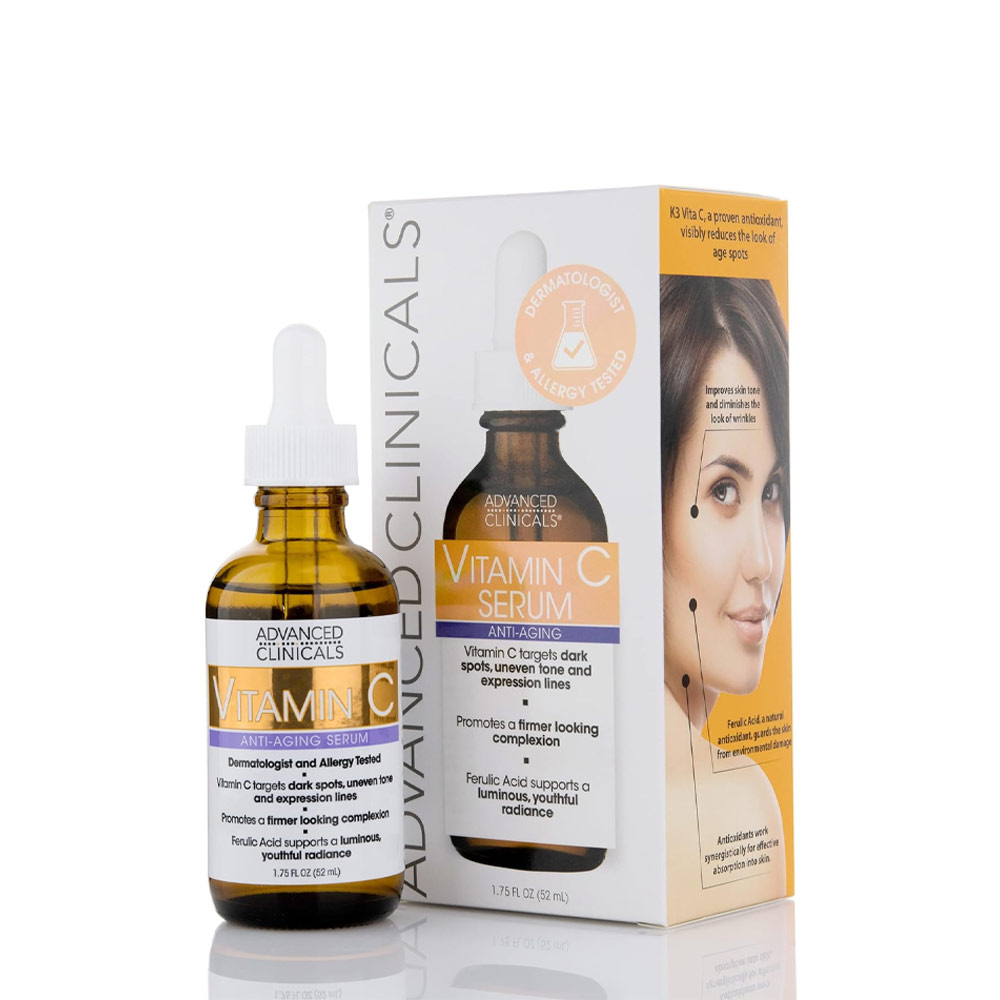 ADVANCED
CLINICALS
VITAMIN C
ANTI-AGING SERUM
Dermatologist and Allergy Tested
Vitamin C targets dark spots, uneven tone
and expression lines
Promotes a firmer looking complexion
Ferulic Acid supports a luminous,
youthful radiance
1.75 FL OZ (52 mL)
ADVANCEDCLINICALS®
DERMATOLOGIST
& ALLERGY TESTED
ADVANCED
CLINICALS®
VITAMIN C
SERUM
ANTI-AGING
Vitamin C targets dark
spots, uneven tone and
expression lines
Promotes a firmer looking
complexion
Ferulic Acid supports a
luminous, youthful
radiance
1.75 FL OZ (52 mL)
K3 Vita C, a proven antioxidant,
visibly reduces the look of
age spots
Improves skin tone
and diminishes the
look of wrinkles
Ferulic Acid, a natural
antioxidant, guards the skin
from environmental damage
Antioxidants work
synergistically for effective
absorption into skin.